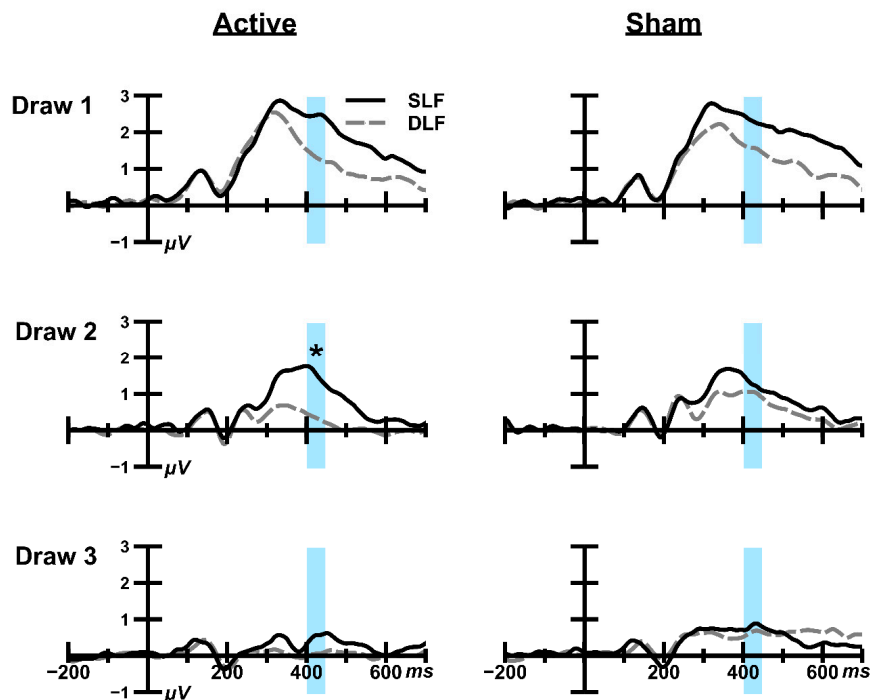 Active Sham
Draw 1
3
2
1
−1 µV
SLF
DLF
Draw 2
3
2
1
−1 µV
*
Draw 3
3
2
1
−1 µV
−200 200 400 600 ms
−200 200 400 600 ms